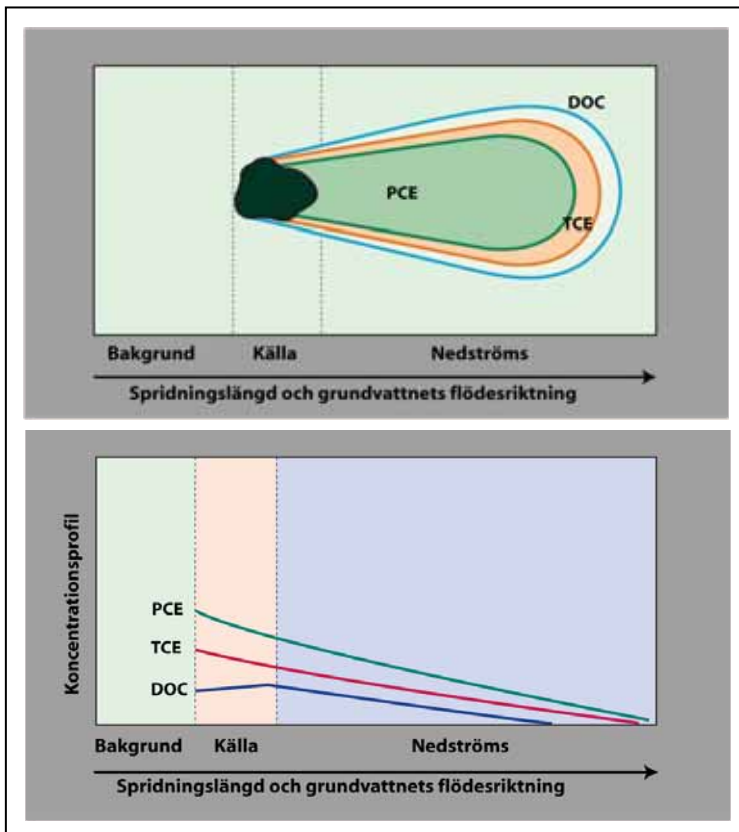 DOC
PCE
TCE
Bakgrund Källa Nedströms
Spridningslängd och grundvattnets flödesriktning
Koncentrationsprofil
PCE
TCE
DOC
Bakgrund Källa Nedströms
Spridningslängd och grundvattnets flödesriktning